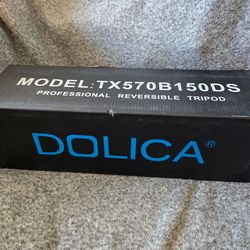 MODEL:TX570B150DS
PROFESSIONAL REVERSIBLE TRIPOD
DOLICA®